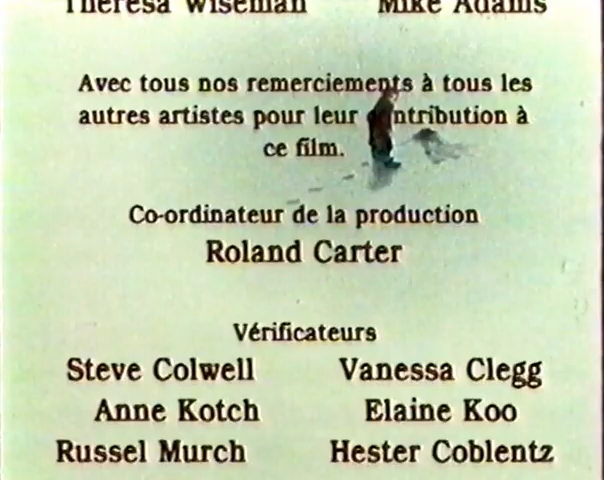 Theresa Wiseman Mike Adams
Avec tous nos remerciements à tous les
autres artistes pour leur contribution à
ce film.
Co-ordinateur de la production
Roland Carter
Vérificateurs
Steve Colwell Vanessa Clegg
Anne Kotch Elaine Koo
Russel Murch Hester Coblentz